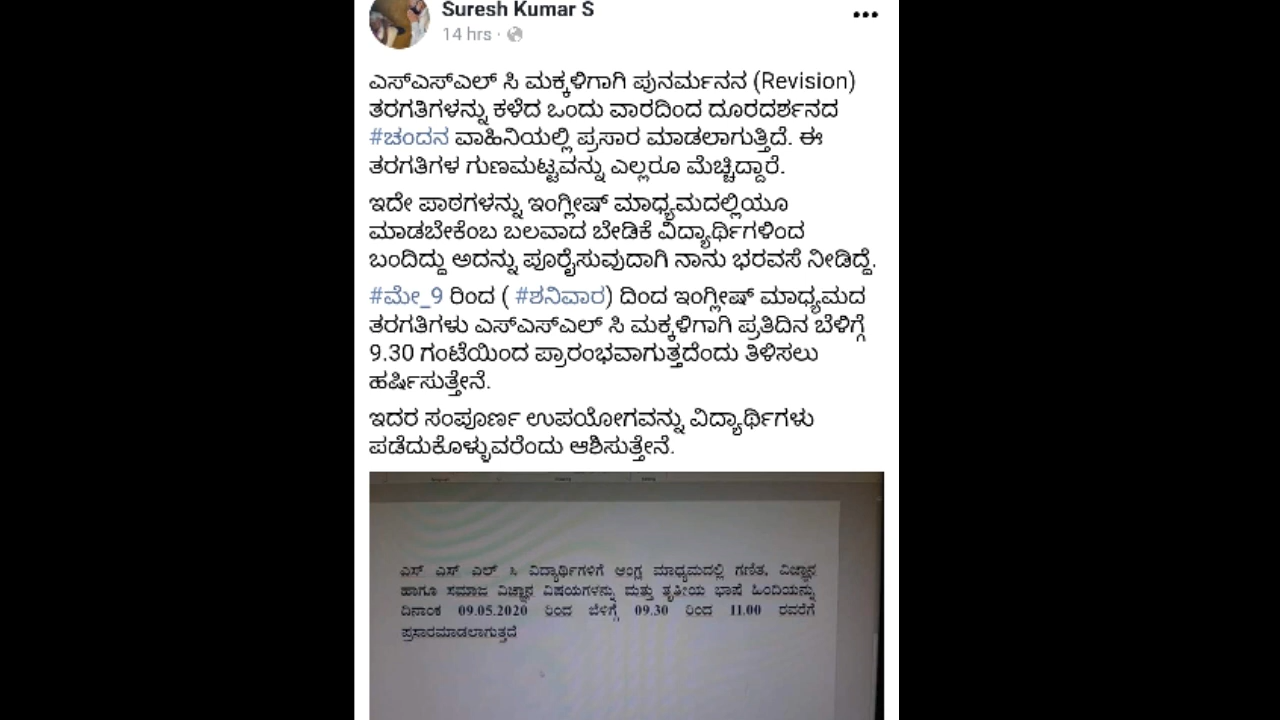 Suresh Kumar S
14 hrs ·
ಎಸ್ಎಸ್ಎಲ್ ಸಿ ಮಕ್ಕಳಿಗಾಗಿ ಪುನರ್ಮನನ (Revision)
ತರಗತಿಗಳನ್ನು ಕಳೆದ ಒಂದು ವಾರದಿಂದ ದೂರದರ್ಶನದ
#ಚಂದನ ವಾಹಿನಿಯಲ್ಲಿ ಪ್ರಸಾರ ಮಾಡಲಾಗುತ್ತಿದೆ. ಈ
ತರಗತಿಗಳ ಗುಣಮಟ್ಟವನ್ನು ಎಲ್ಲರೂ ಮೆಚ್ಚಿದ್ದಾರೆ.
ಇದೇ ಪಾಠಗಳನ್ನು ಇಂಗ್ಲೀಷ್ ಮಾಧ್ಯಮದಲ್ಲಿಯೂ
ಮಾಡಬೇಕೆಂಬ ಬಲವಾದ ಬೇಡಿಕೆ ವಿದ್ಯಾರ್ಥಿಗಳಿಂದ
ಬಂದಿದ್ದು ಅದನ್ನು ಪೂರೈಸುವುದಾಗಿ ನಾನು ಭರವಸೆ ನೀಡಿದ್ದೆ.
#ಮೇ_9 ರಿಂದ ( #ಶನಿವಾರ) ದಿಂದ ಇಂಗ್ಲೀಷ್ ಮಾಧ್ಯಮದ
ತರಗತಿಗಳು ಎಸ್ಎಸ್ಎಲ್ ಸಿ ಮಕ್ಕಳಿಗಾಗಿ ಪ್ರತಿದಿನ ಬೆಳಿಗ್ಗೆ
9.30 ಗಂಟೆಯಿಂದ ಪ್ರಾರಂಭವಾಗುತ್ತದೆಂದು ತಿಳಿಸಲು
ಹರ್ಷಿಸುತ್ತೇನೆ.
ಇದರ ಸಂಪೂರ್ಣ ಉಪಯೋಗವನ್ನು ವಿದ್ಯಾರ್ಥಿಗಳು
ಪಡೆದುಕೊಳ್ಳುವರೆಂದು ಆಶಿಸುತ್ತೇನೆ.
ಎಸ್ ಎಸ್ ಎಲ್ ಸಿ ವಿದ್ಯಾರ್ಥಿಗಳಿಗೆ ಆಂಗ್ಲ ಮಾಧ್ಯಮದಲ್ಲಿ ಗಣಿತ, ವಿಜ್ಞಾನ
ಹಾಗೂ ಸಮಾಜ ವಿಜ್ಞಾನ ವಿಷಯಗಳನ್ನು ಮತ್ತು ತೃತೀಯ ಭಾಷೆ ಹಿಂದಿಯನ್ನು
ದಿನಾಂಕ 09.05.2020 ರಿಂದ ಬೆಳಿಗ್ಗೆ 09.30 ರಿಂದ 11.00 ರವರೆಗೆ
ಪ್ರಸಾರಮಾಡಲಾಗುತ್ತದೆ